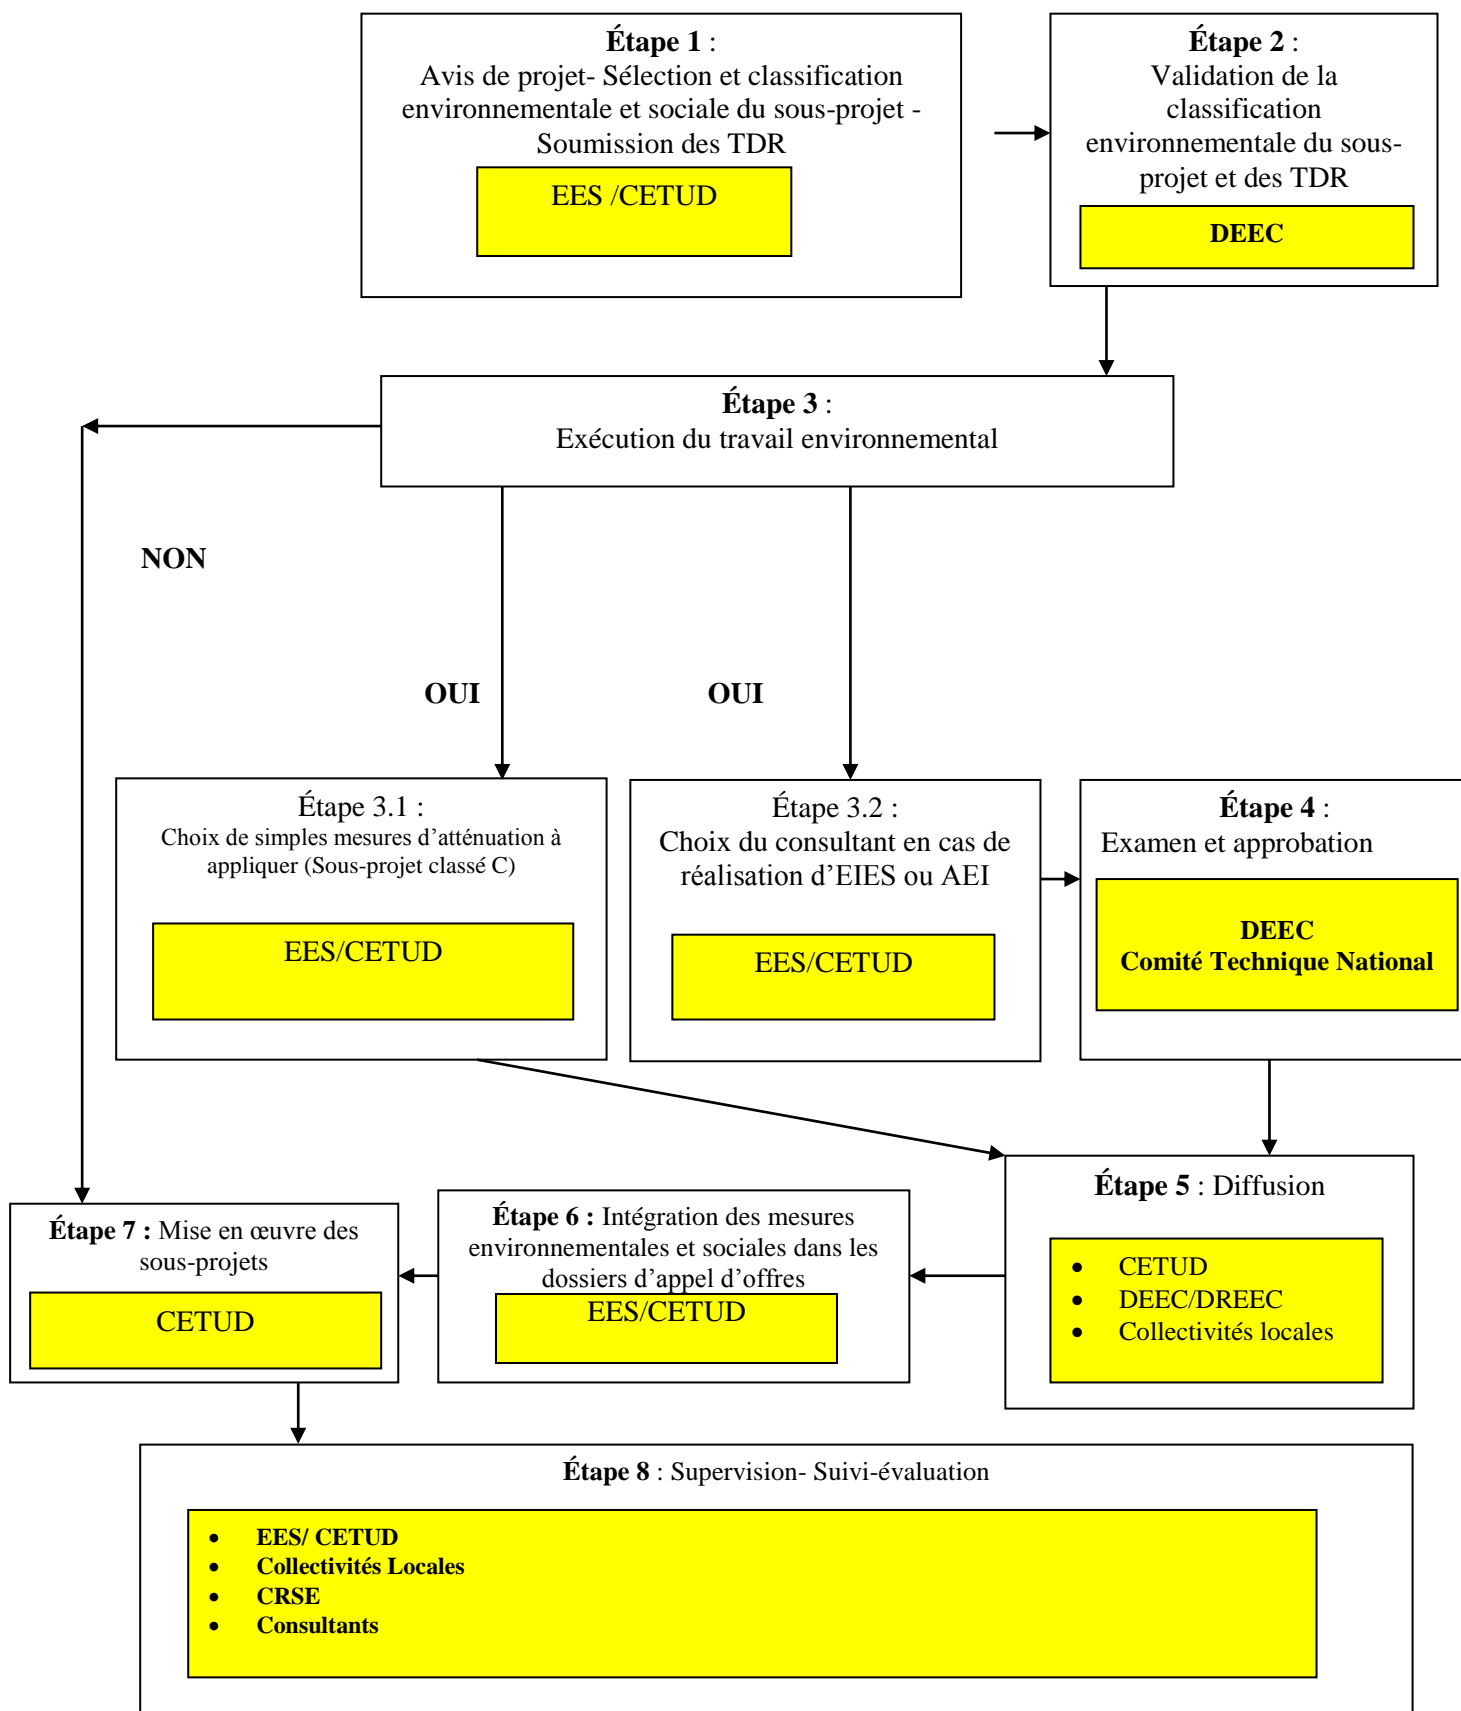 Étape 1 :
Avis de projet- Sélection et classification
environnementale et sociale du sous-projet -
Soumission des TDR
EES /CETUD
Étape 2 :
Validation de la
classification
environnementale du sous-
projet et des TDR
DEEC
Étape 3 :
Exécution du travail environnemental
NON
OUI
OUI
Étape 3.1 :
Choix de simples mesures d’atténuation à
appliquer (Sous-projet classé C)
EES/CETUD
Étape 3.2 :
Choix du consultant en cas de
réalisation d’EIES ou AEI
EES/CETUD
Étape 4 :
Examen et approbation
DEEC
Comité Technique National
Étape 5 : Diffusion
• CETUD
• DEEC/DREEC
• Collectivités locales
Étape 6 : Intégration des mesures
environnementales et sociales dans les
dossiers d’appel d’offres
EES/CETUD
Étape 7 : Mise en œuvre des
sous-projets
CETUD
Étape 8 : Supervision- Suivi-évaluation
• EES/ CETUD
• Collectivités Locales
• CRSE
• Consultants